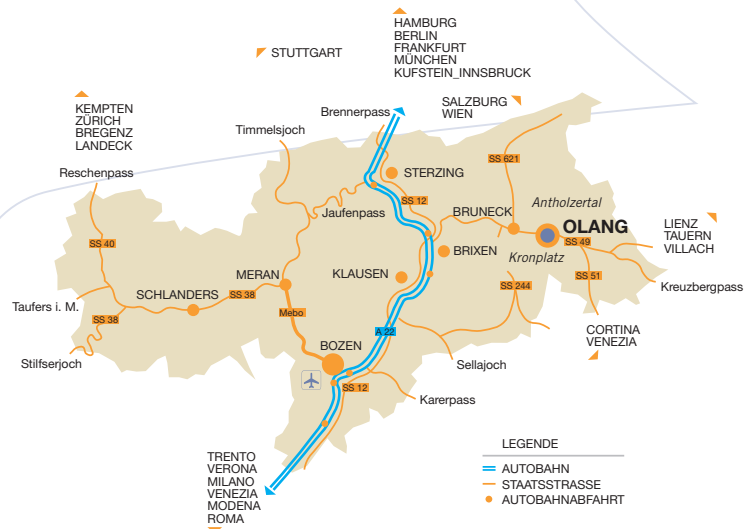 HAMBURG
BERLIN
FRANKFURT
MÜNCHEN
KUFSTEIN_INNSBRUCK
STUTTGART
KEMPTEN
ZÜRICH
BREGENZ
LANDECK
SALZBURG
WIEN
Brennerpass
Timmelsjoch
Reschenpass
STERZING
SS 621
SS 12
Jaufenpass
Antholzertal
BRUNECK
OLANG
LIENZ
TAUERN
VILLACH
SS 49
SS 40
BRIXEN
Kronplatz
MERAN
KLAUSEN
SS 51
SS 244
Kreuzbergpass
SCHLANDERS
SS 38
Taufers i. M.
Mebo
SS 38
A 22
CORTINA
VENEZIA
BOZEN
Stilfserjoch
Sellajoch
SS 12
Karerpass
TRENTO
VERONA
MILANO
VENEZIA
MODENA
ROMA
LEGENDE
AUTOBAHN
STAATSSTRASSE
AUTOBAHNABFAHRT